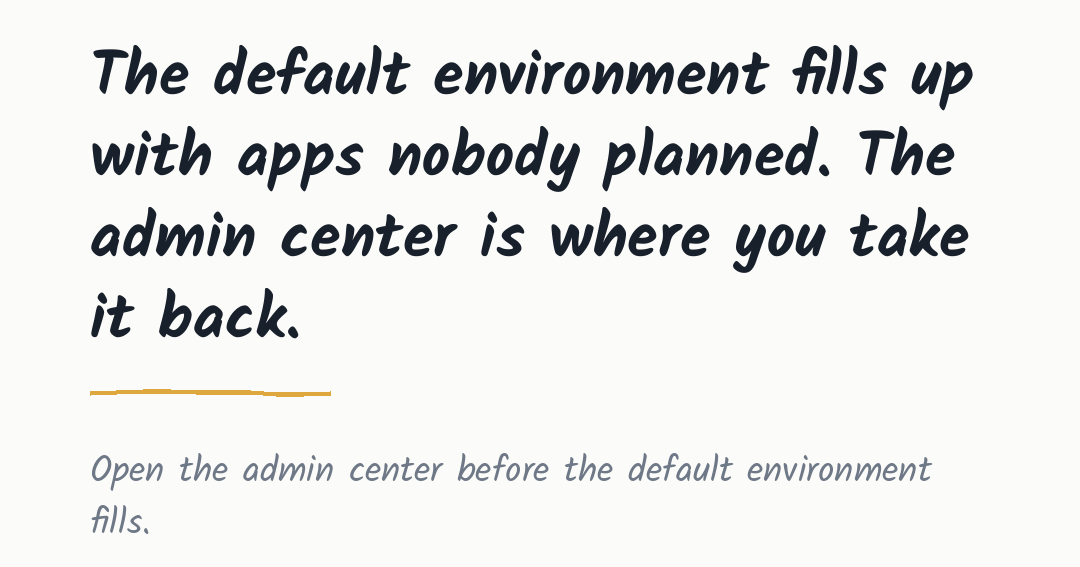 The default environment fills up
with apps nobody planned. The
admin center is where you take
it back.
Open the admin center before the default environment
fills.